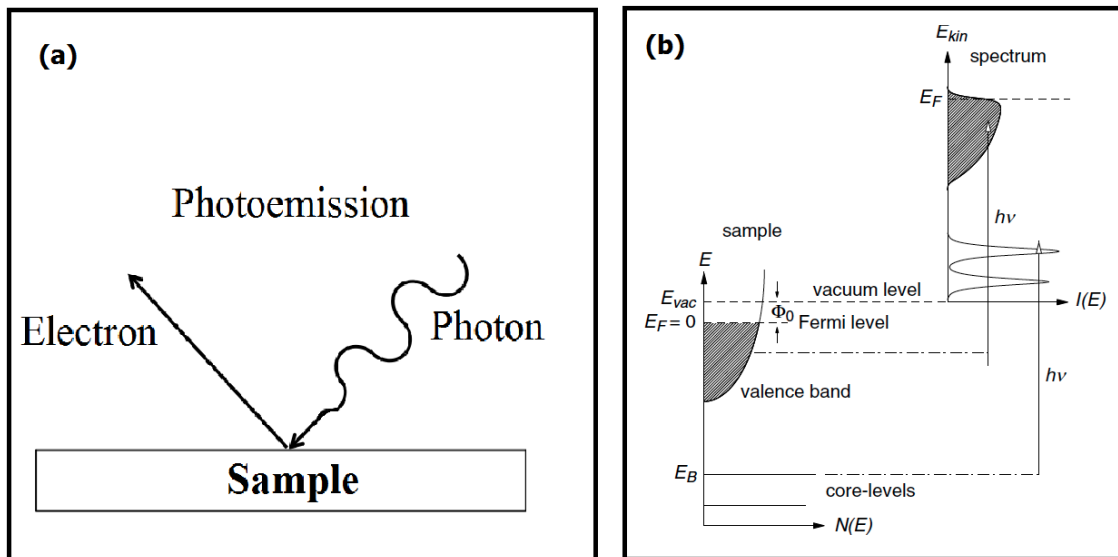 (a)
Photoemission
Electron
Photon
Sample
(b)
E_kin
spectrum
E_F
hν
sample
E
E_vac
vacuum level
I(E)
Φ_0
E_F = 0
Fermi level
valence band
hν
E_B
core-levels
N(E)